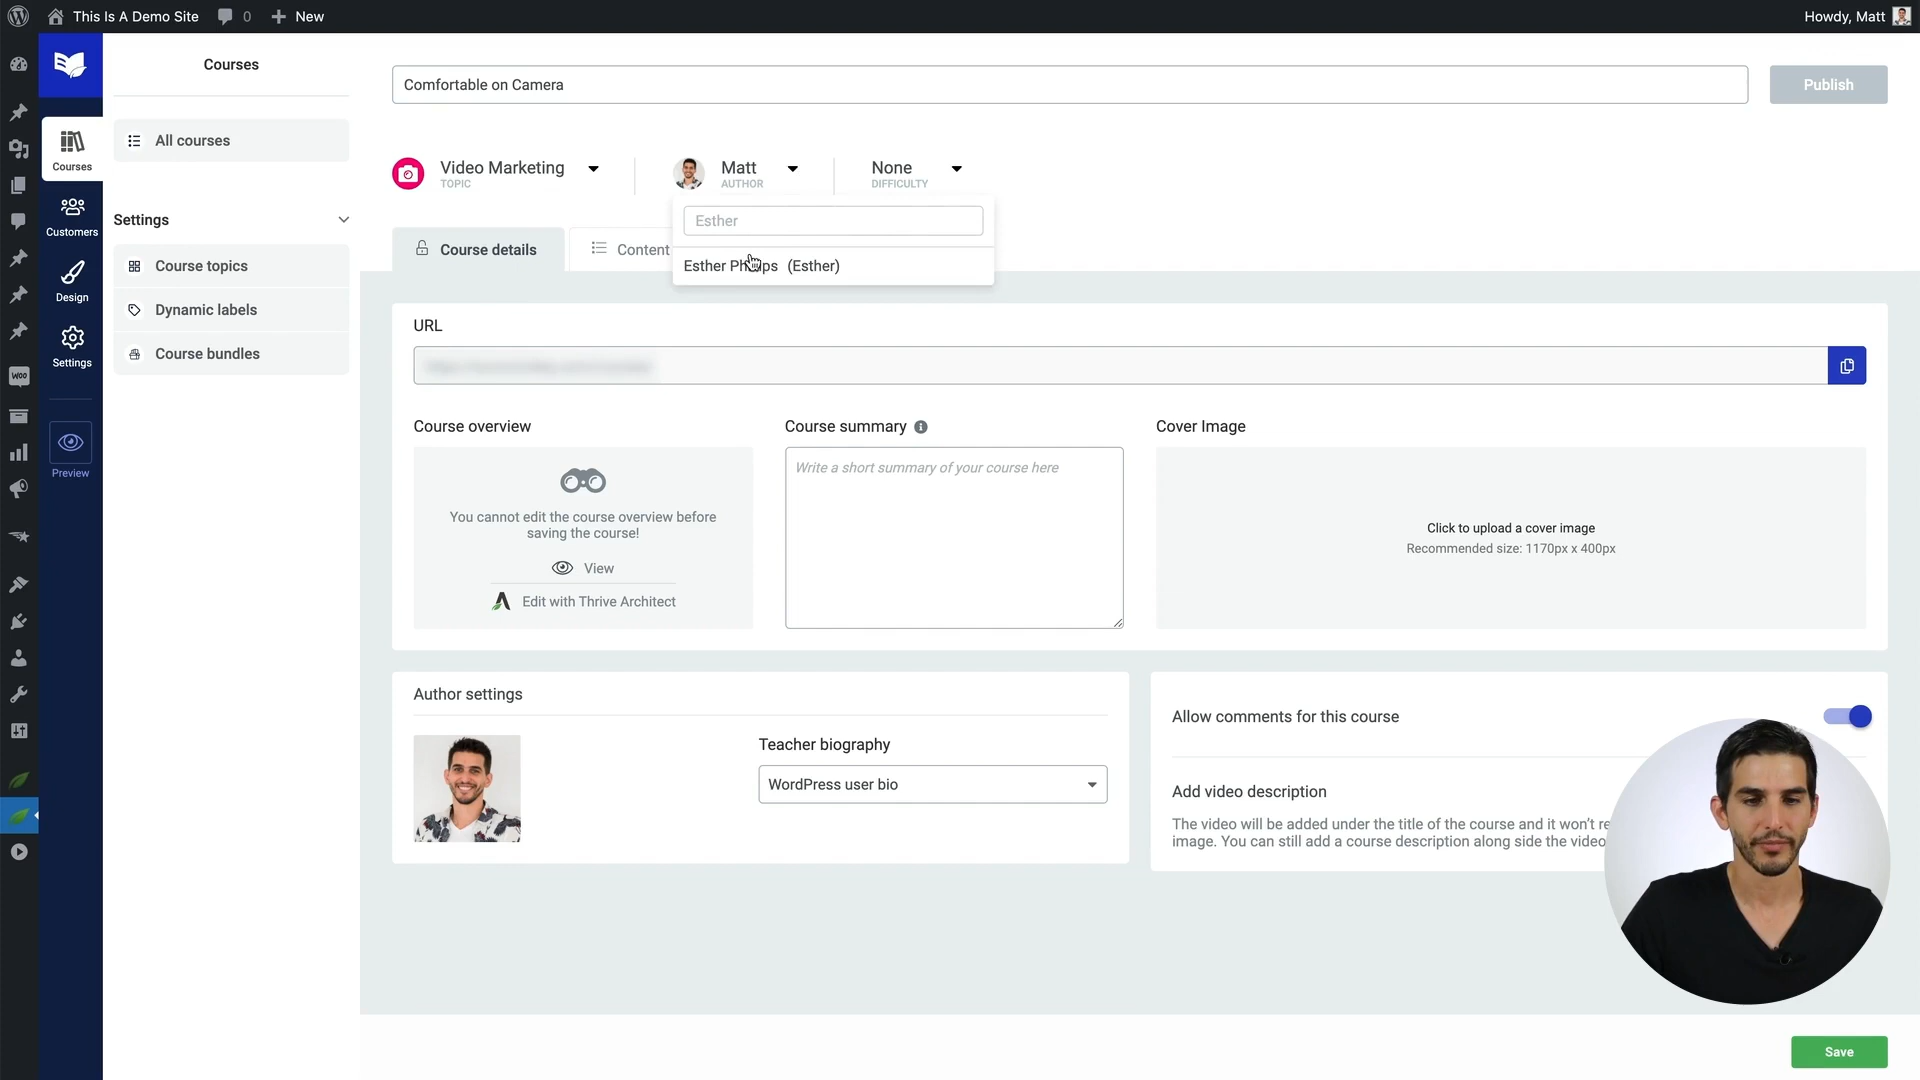 This Is A Demo Site
0
New
Howdy, Matt
Courses
Comfortable on Camera
Publish
All courses
Courses
Video Marketing
TOPIC
Matt
AUTHOR
None
DIFFICULTY
Esther
Esther Ph
ps (Esther)
Settings
Customers
Course details
Content
Course topics
Design
Dynamic labels
Course bundles
Settings
Preview
WOO
URL
Course overview
Course summary
Cover Image
You cannot edit the course overview before
saving the course!
View
Edit with Thrive Architect
Write a short summary of your course here
Click to upload a cover image
Recommended size: 1170px x 400px
Author settings
Teacher biography
WordPress user bio
Allow comments for this course
Add video description
The video will be added under the title of the course and it won't re
image. You can still add a course description along side the video
Save